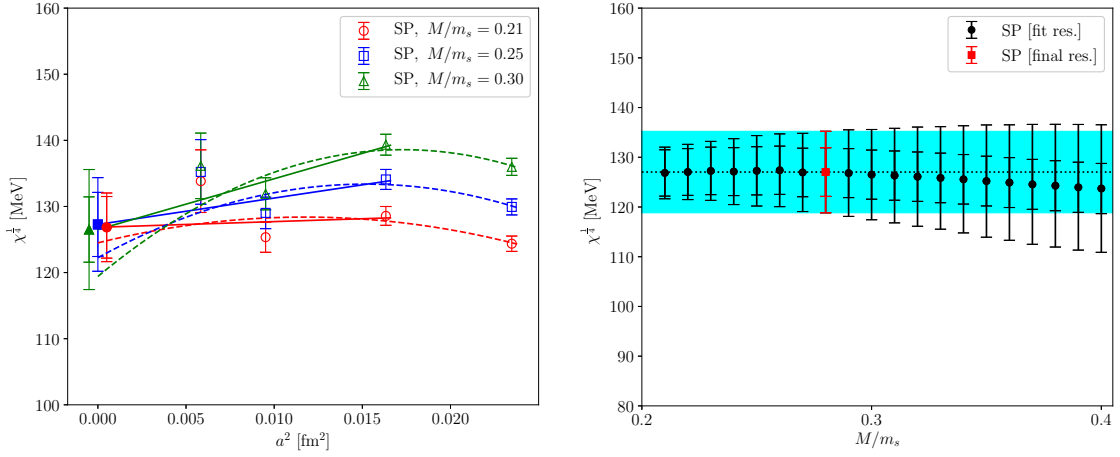 160
150
140
130
120
110
100
χ^{1/4} [MeV]
0.000
0.005
0.010
0.015
0.020
a² [fm²]
SP, M/m_s = 0.21
SP, M/m_s = 0.25
SP, M/m_s = 0.30
160
150
140
130
120
110
100
90
80
χ^{1/4} [MeV]
0.2
0.3
0.4
M/m_s
SP [fit res.]
SP [final res.]